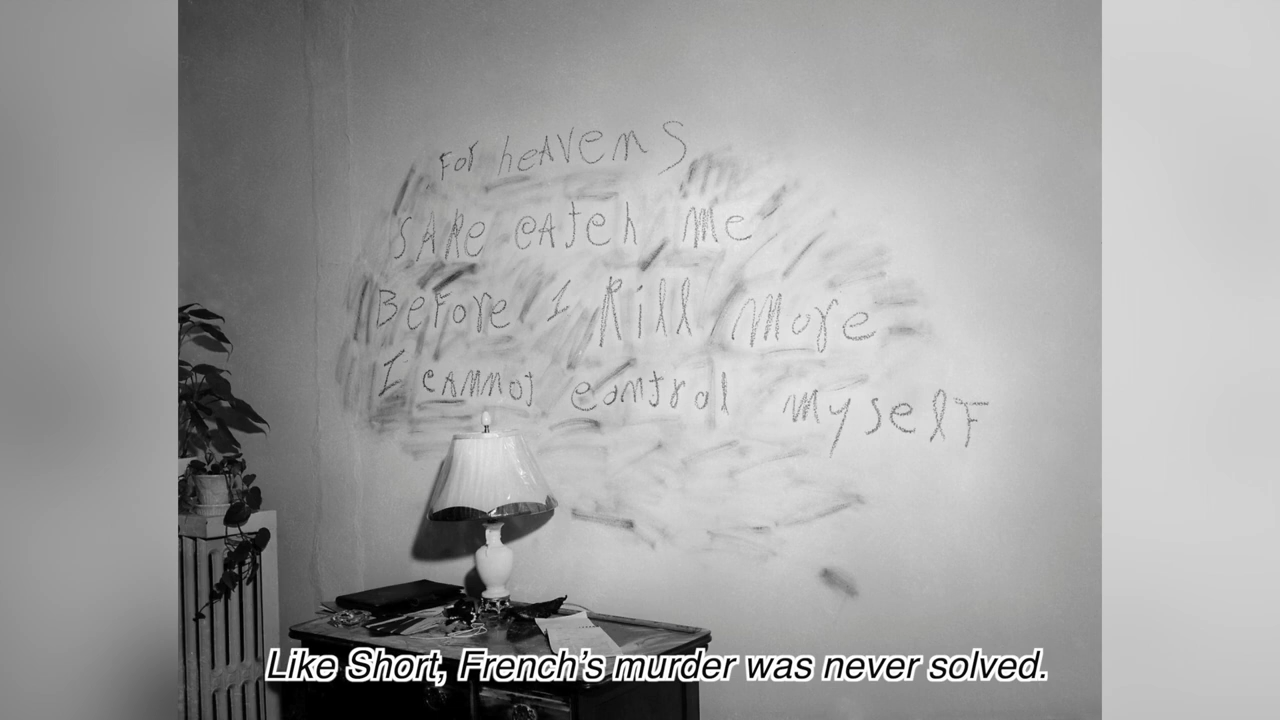 For heAVens
SAKe cATch Me
BeFore I Kill More
I cAnnoT control MyselF
Like Short, French's murder was never solved.